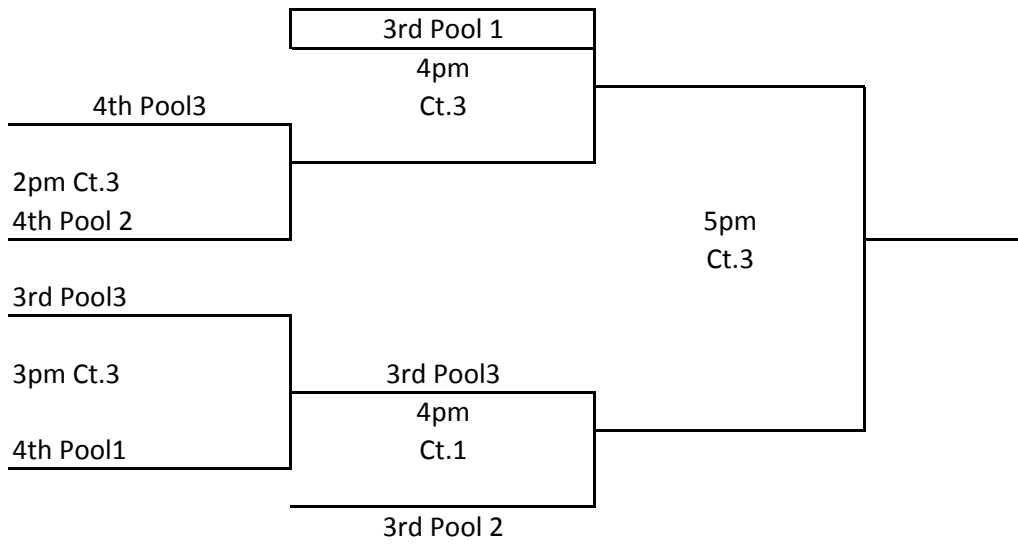 3rd Pool 1
4pm
Ct.3
4th Pool3
2pm Ct.3
4th Pool 2
5pm
Ct.3
3rd Pool3
3pm Ct.3
3rd Pool3
4pm
4th Pool1
Ct.1
3rd Pool 2